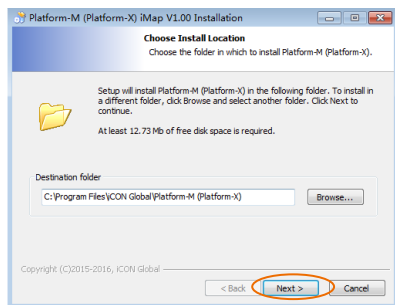 Platform-M (Platform-X) iMap V1.00 Installation
Choose Install Location
Choose the folder in which to install Platform-M (Platform-X).
Setup will install Platform-M (Platform-X) in the following folder. To install in
a different folder, click Browse and select another folder. Click Next to
continue.
At least 12.73 Mb of free disk space is required.
Destination folder
C:\Program Files\iCON Global\Platform-M (Platform-X)
Browse...
Copyright (C)2015-2016, iCON Global
< Back
Next >
Cancel